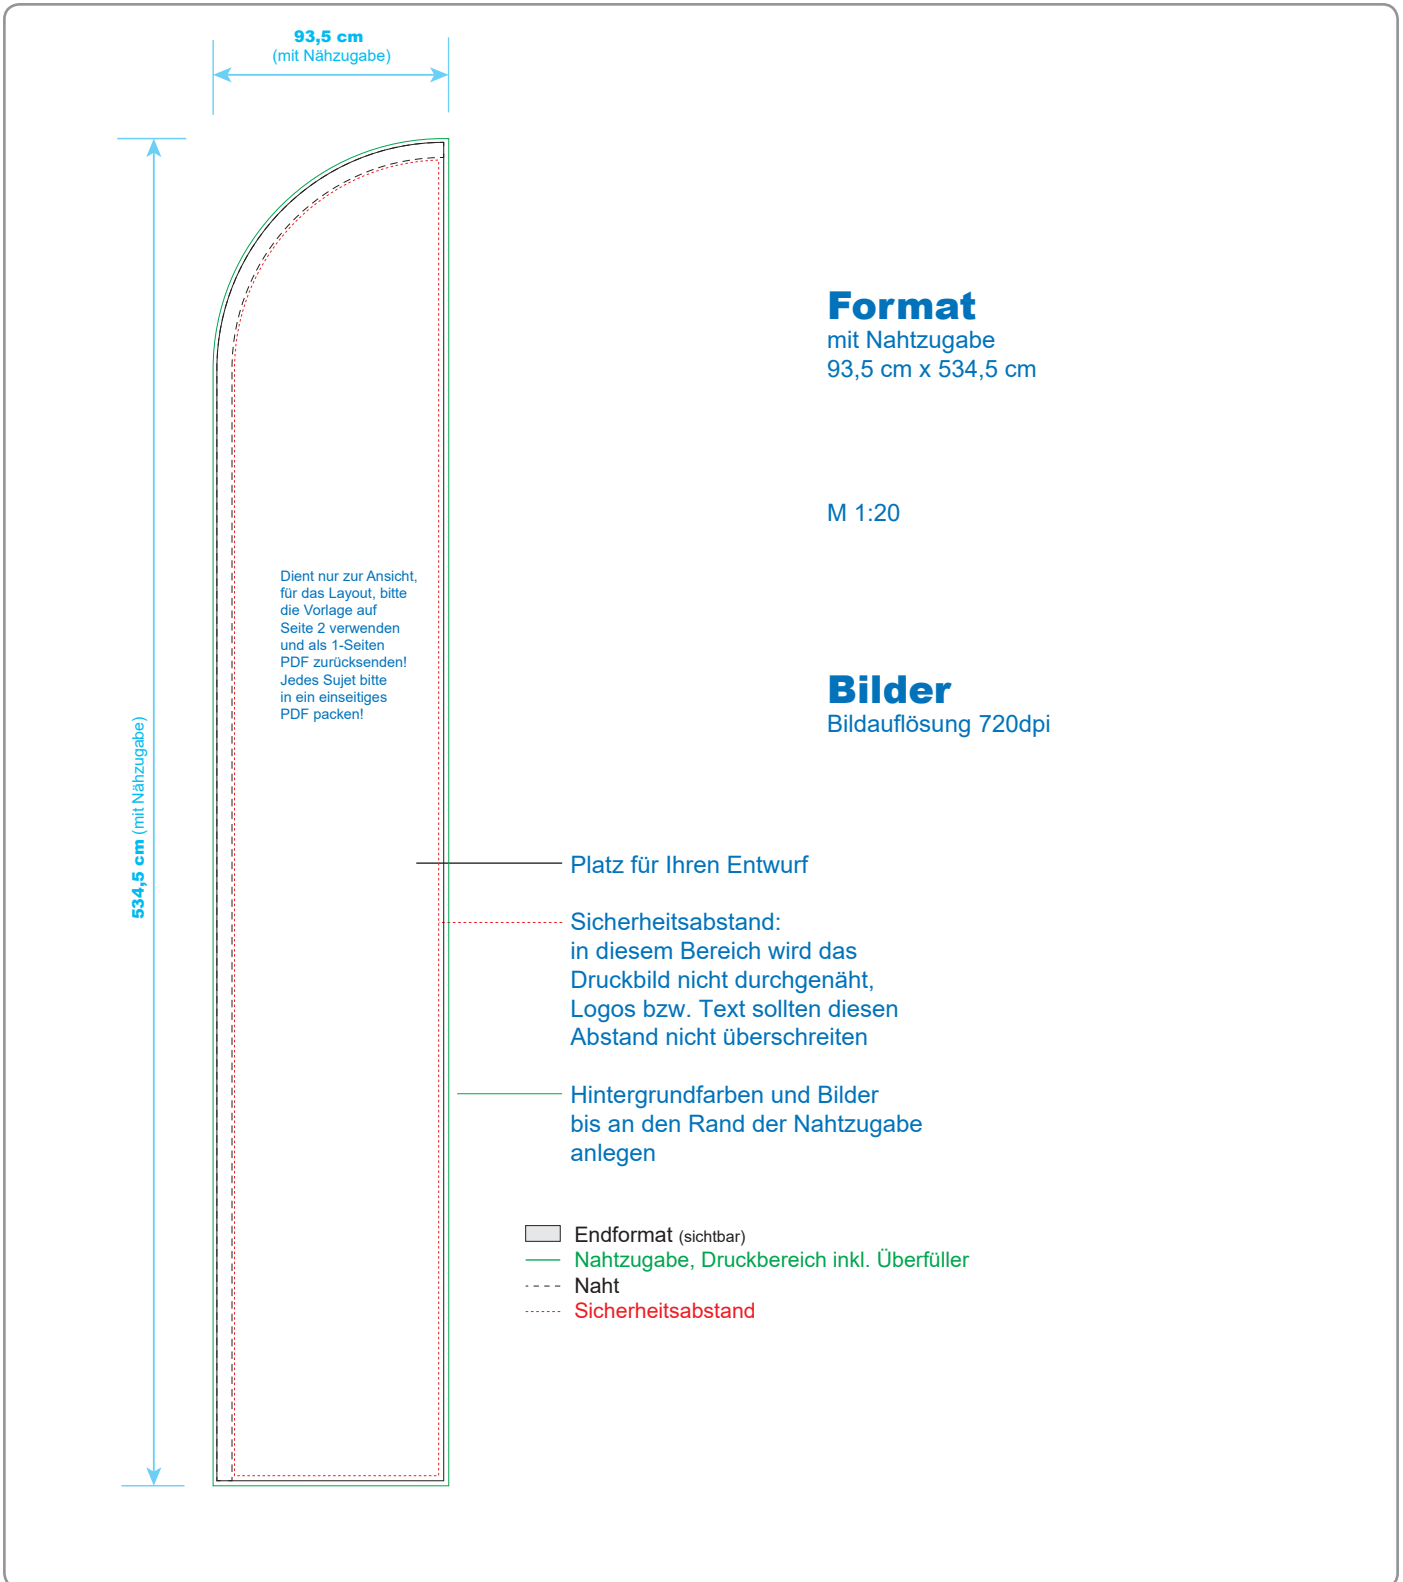 93,5 cm
(mit Nähzugabe)
534,5 cm (mit Nähzugabe)
Format
mit Nahtzugabe
93,5 cm x 534,5 cm
M 1:20
Dient nur zur Ansicht,
für das Layout, bitte
die Vorlage auf
Seite 2 verwenden
und als 1-Seiten
PDF zurücksenden!
Jedes Sujet bitte
in ein einseitiges
PDF packen!
Bilder
Bildauflösung 720dpi
Platz für Ihren Entwurf
Sicherheitsabstand:
in diesem Bereich wird das
Druckbild nicht durchgenäht,
Logos bzw. Text sollten diesen
Abstand nicht überschreiten
Hintergrundfarben und Bilder
bis an den Rand der Nahtzugabe
anlegen
Endformat (sichtbar)
Nahtzugabe, Druckbereich inkl. Überfüller
Naht
Sicherheitsabstand